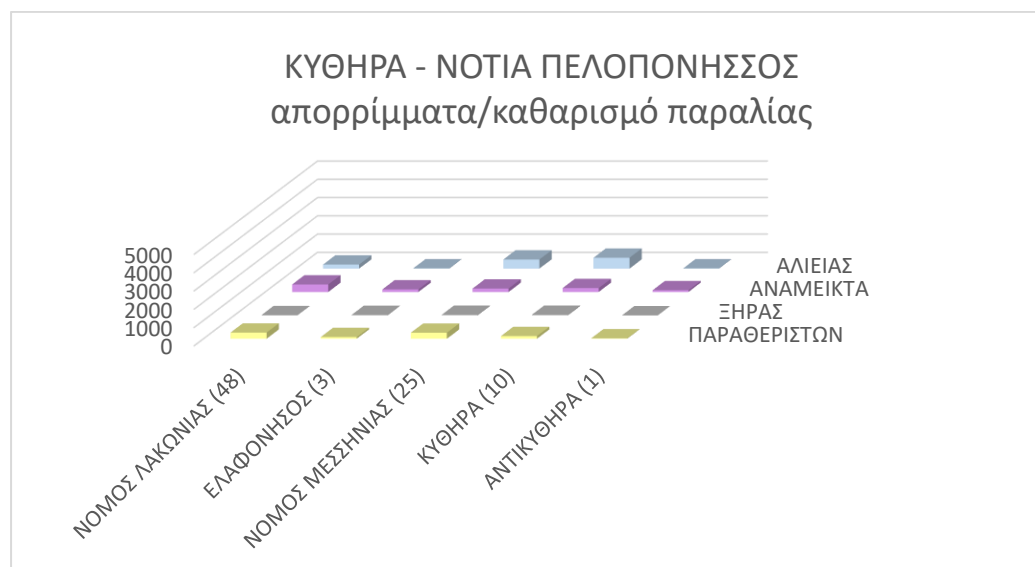 ΚΥΘΗΡΑ - ΝΟΤΙΑ ΠΕΛΟΠΟΝΗΣΣΟΣ
απορρίμματα/καθαρισμό παραλίας
5000
4000
3000
2000
1000
0
ΑΛΙΕΙΑΣ
ΑΝΑΜΕΙΚΤΑ
ΞΗΡΑΣ
ΠΑΡΑΘΕΡΙΣΤΩΝ
ΝΟΜΟΣ ΛΑΚΩΝΙΑΣ (48)
ΕΛΑΦΟΝΗΣΟΣ (3)
ΝΟΜΟΣ ΜΕΣΣΗΝΙΑΣ (25)
ΚΥΘΗΡΑ (10)
ΑΝΤΙΚΥΘΗΡΑ (1)